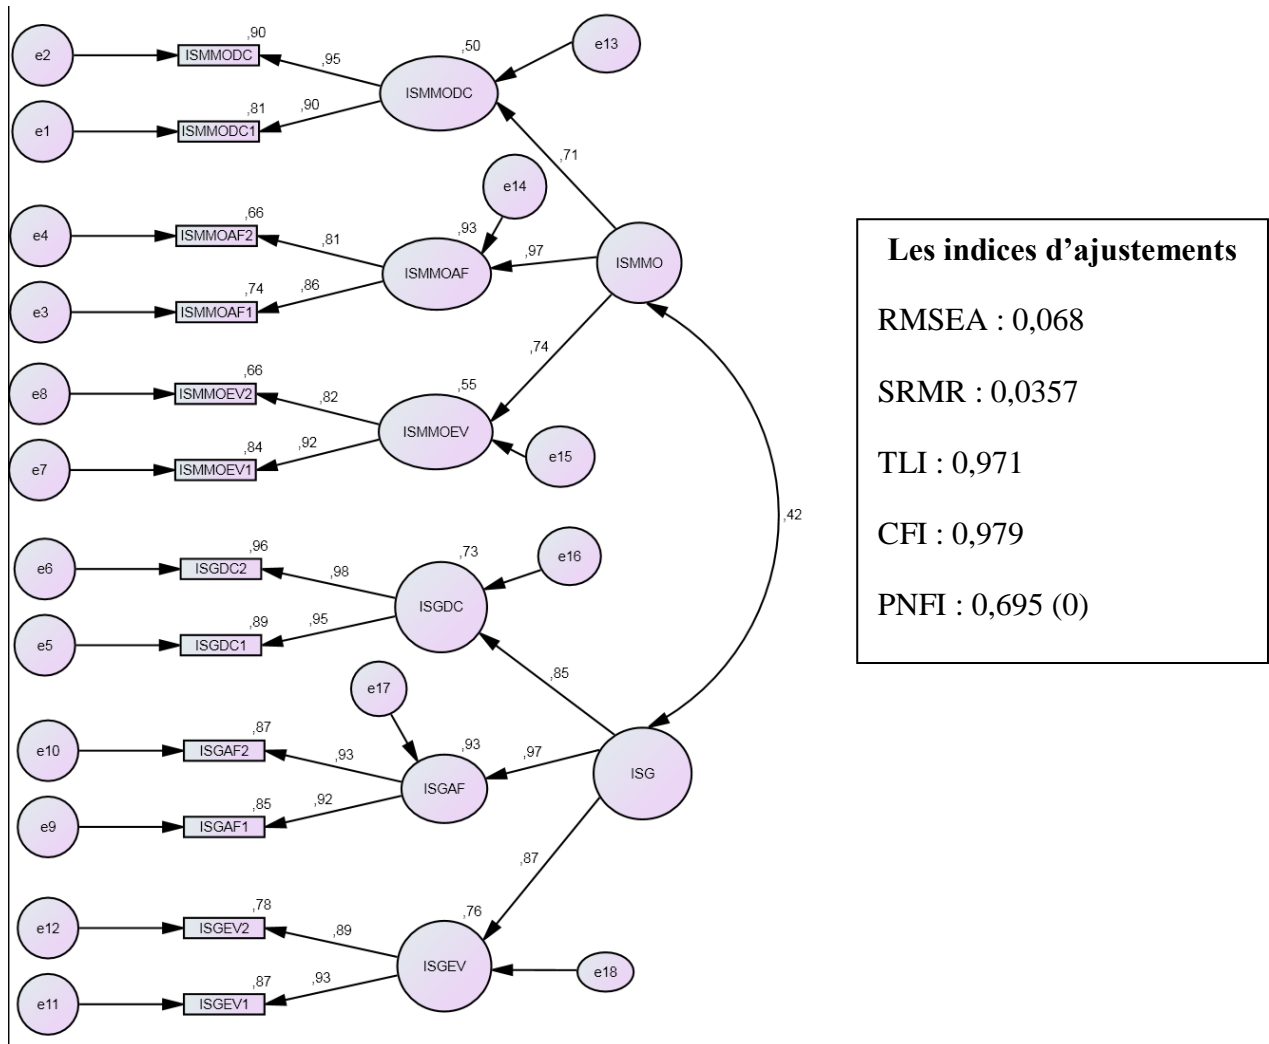 ,90
e2
ISMMODC
,95
,50
e13
ISMMODC
,81
e1
ISMMODC1
,90
,71
e14
,66
e4
ISMMOAF2
,81
,93
ISMMOAF
,97
ISMMO
,74
e3
ISMMOAF1
,86
,74
,66
e8
ISMMOEV2
,82
,55
ISMMOEV
,84
e7
ISMMOEV1
,92
e15
,42
,96
e6
ISGDC2
,98
,73
e16
ISGDC
,89
e5
ISGDC1
,95
,85
e17
,87
e10
ISGAF2
,93
,93
ISGAF
,97
ISG
,85
e9
ISGAF1
,92
,87
,78
e12
ISGEV2
,89
,76
ISGEV
e18
,87
e11
ISGEV1
,93
Les indices d’ajustements
RMSEA : 0,068
SRMR : 0,0357
TLI : 0,971
CFI : 0,979
PNFI : 0,695 (0)